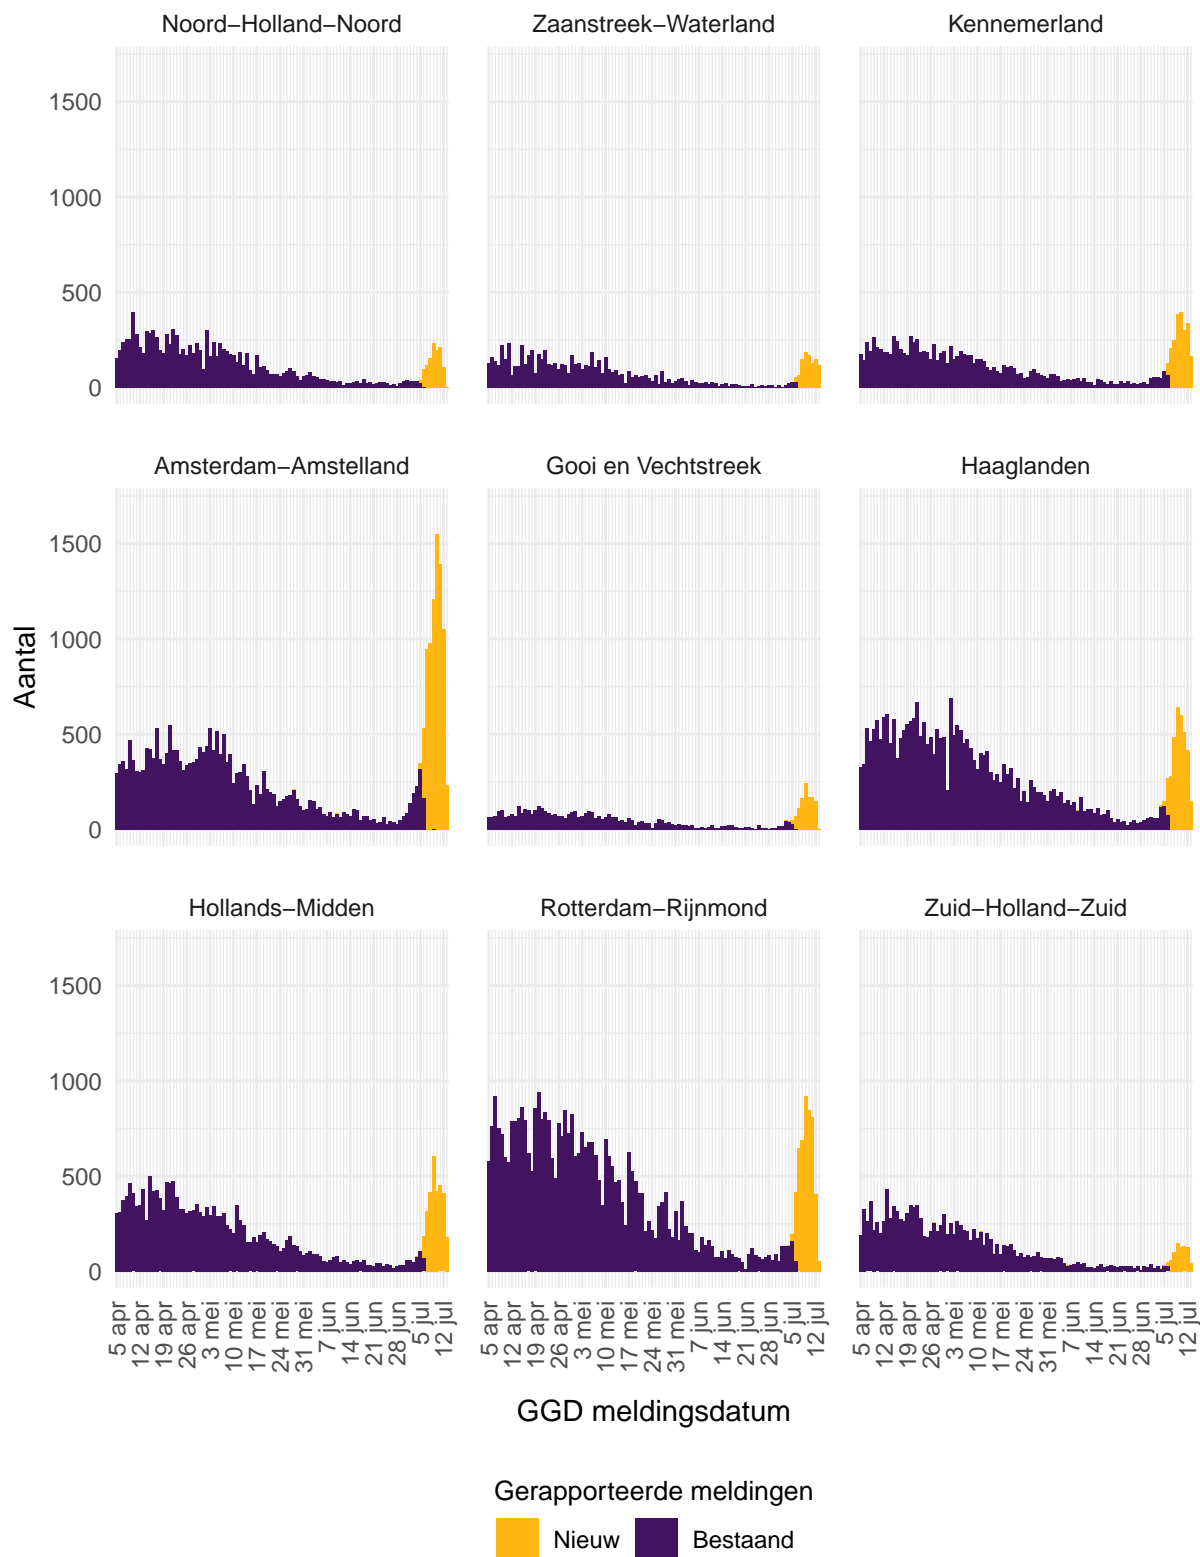 Noord−Holland−Noord
Zaanstreek−Waterland
Kennemerland
1500
1000
500
0
Amsterdam−Amstelland
Gooi en Vechtstreek
Haaglanden
1500
1000
500
0
Aantal
Hollands−Midden
Rotterdam−Rijnmond
Zuid−Holland−Zuid
1500
1000
500
0
5 apr
12 apr
19 apr
26 apr
3 mei
10 mei
17 mei
24 mei
31 mei
7 jun
14 jun
21 jun
28 jun
5 jul
12 jul
5 apr
12 apr
19 apr
26 apr
3 mei
10 mei
17 mei
24 mei
31 mei
7 jun
14 jun
21 jun
28 jun
5 jul
12 jul
5 apr
12 apr
19 apr
26 apr
3 mei
10 mei
17 mei
24 mei
31 mei
7 jun
14 jun
21 jun
28 jun
5 jul
12 jul
GGD meldingsdatum
Gerapporteerde meldingen
Nieuw Bestaand